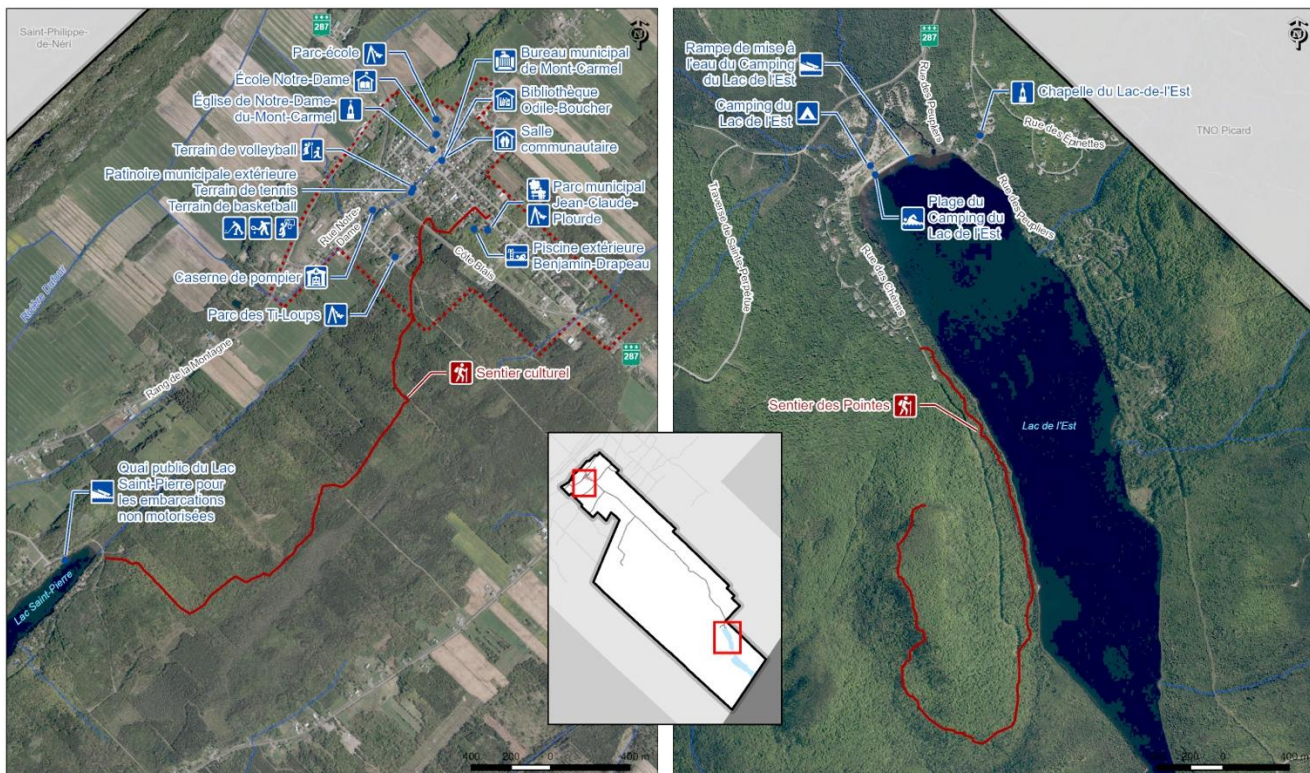 Saint-Philippe-
de-Néri
287
Parc-école
École Notre-Dame
Église de Notre-Dame-
du-Mont-Carmel
Terrain de volleyball
Patinoire municipale extérieure
Terrain de tennis
Terrain de basketball
Caserne de pompier
Parc des Ti-Loups
Bureau municipal
de Mont-Carmel
Bibliothèque
Odile-Boucher
Salle
communautaire
Parc municipal
Jean-Claude-
Plourde
Piscine extérieure
Benjamin-Drapeau
Rue Notre-
Dame
Côte Blais
Rivière Dufour
Rang de la Montagne
287
Sentier culturel
Quai public du Lac
Saint-Pierre pour
les embarcations
non motorisées
Lac Saint-Pierre
400 0 400 m
287
Rampe de mise à
l'eau du Camping
du Lac de l'Est
Camping du
Lac de l'Est
Rue des Peupliers
Chapelle du Lac-de-l'Est
Rue des Épinettes
TNO Picard
Plage du
Camping du
Lac de l'Est
Rue des Peupliers
Traverse de Sainte-Perpétue
Rue des Chênes
Sentier des Pointes
Lac de l'Est
200 0 400 m